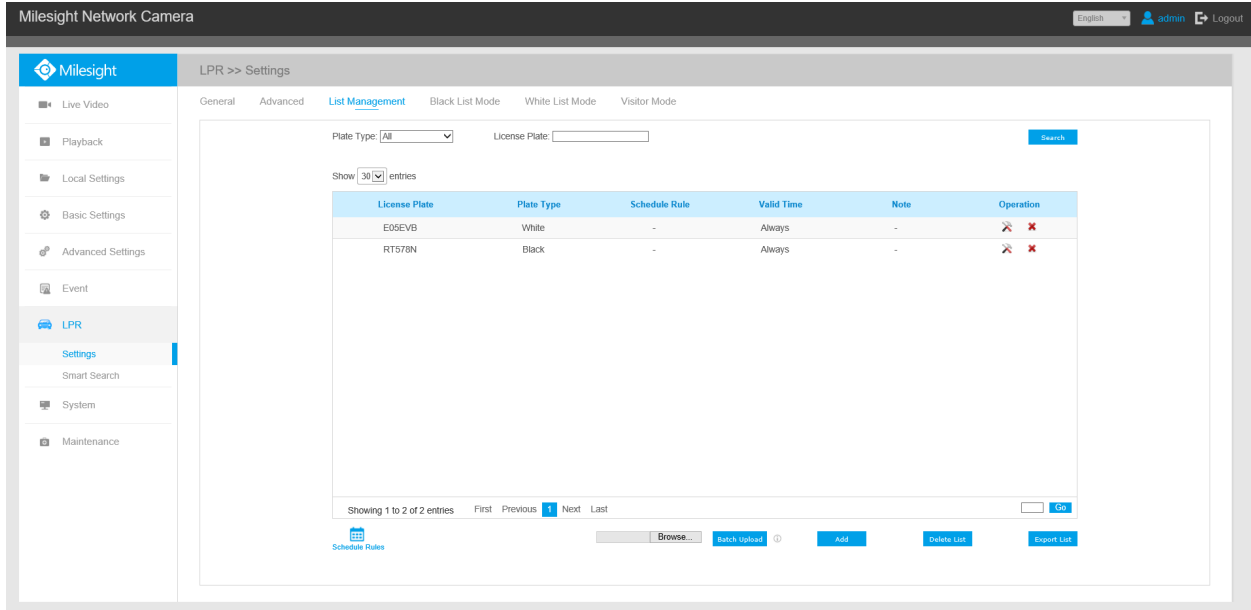 Milesight Network Camera
English admin Logout
Milesight
LPR >> Settings
Live Video
Playback
Local Settings
Basic Settings
Advanced Settings
Event
LPR
Settings
Smart Search
System
Maintenance
General Advanced List Management Black List Mode White List Mode Visitor Mode
Plate Type: All License Plate: Search
Show 30 entries
License Plate Plate Type Schedule Rule Valid Time Note Operation
E05EVB White - Always -
RT578N Black - Always -
Showing 1 to 2 of 2 entries First Previous 1 Next Last Go
Schedule Rules Browse... Batch Upload Add Delete List Export List